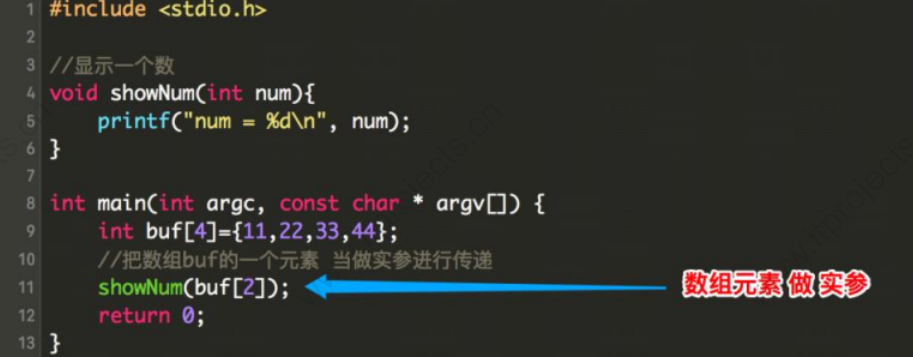 1 #include <stdio.h>
2
3 //显示一个数
4 void showNum(int num){
5     printf("num = %d\n", num);
6 }
7
8 int main(int argc, const char * argv[]) {
9     int buf[4]={11,22,33,44};
10     //把数组buf的一个元素 当做实参进行传递
11     showNum(buf[2]);
数组元素 做 实参
12     return 0;
13 }